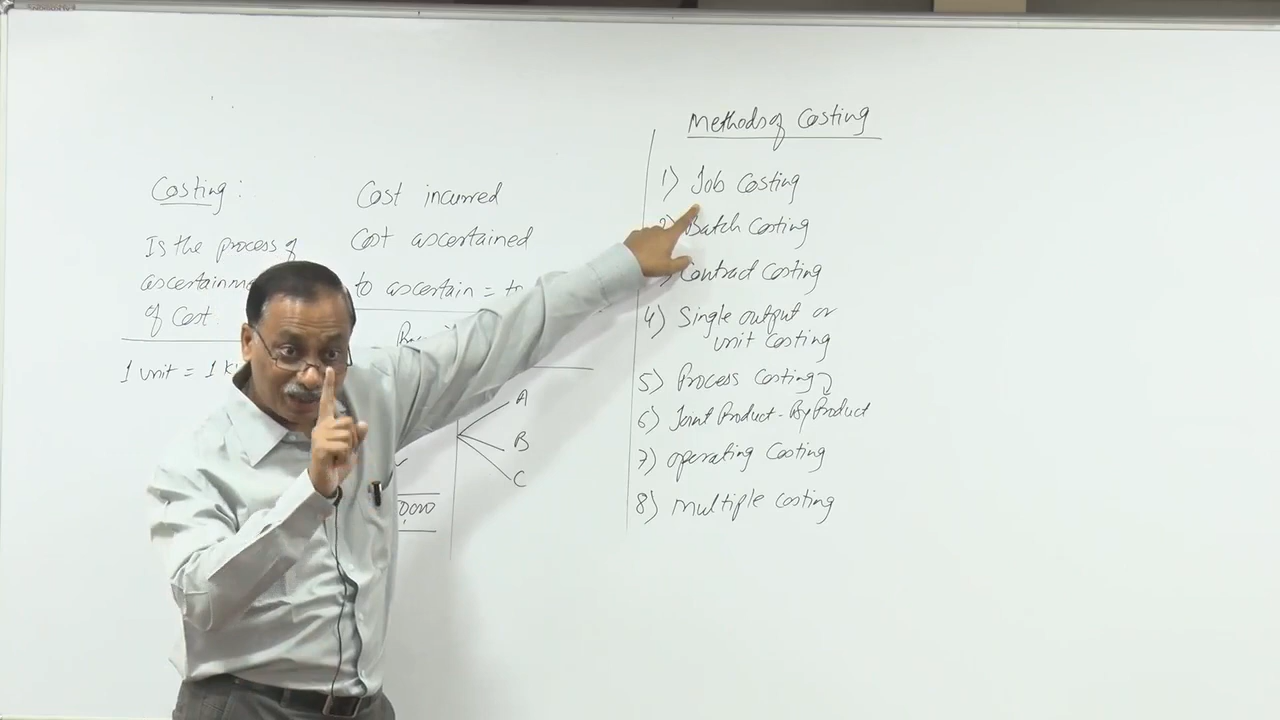 Costing:
Is the process of
of Cost.
1 unit = 1
Cost incurred
Cost ascertained
to ascertain =
A
B
C
Methods of Costing
1) Job Costing
2) Batch Costing
Contract Costing
4) Single output or
unit Costing
5) Process Costing
6) Joint Product - By Product
7) operating Costing
8) multiple costing